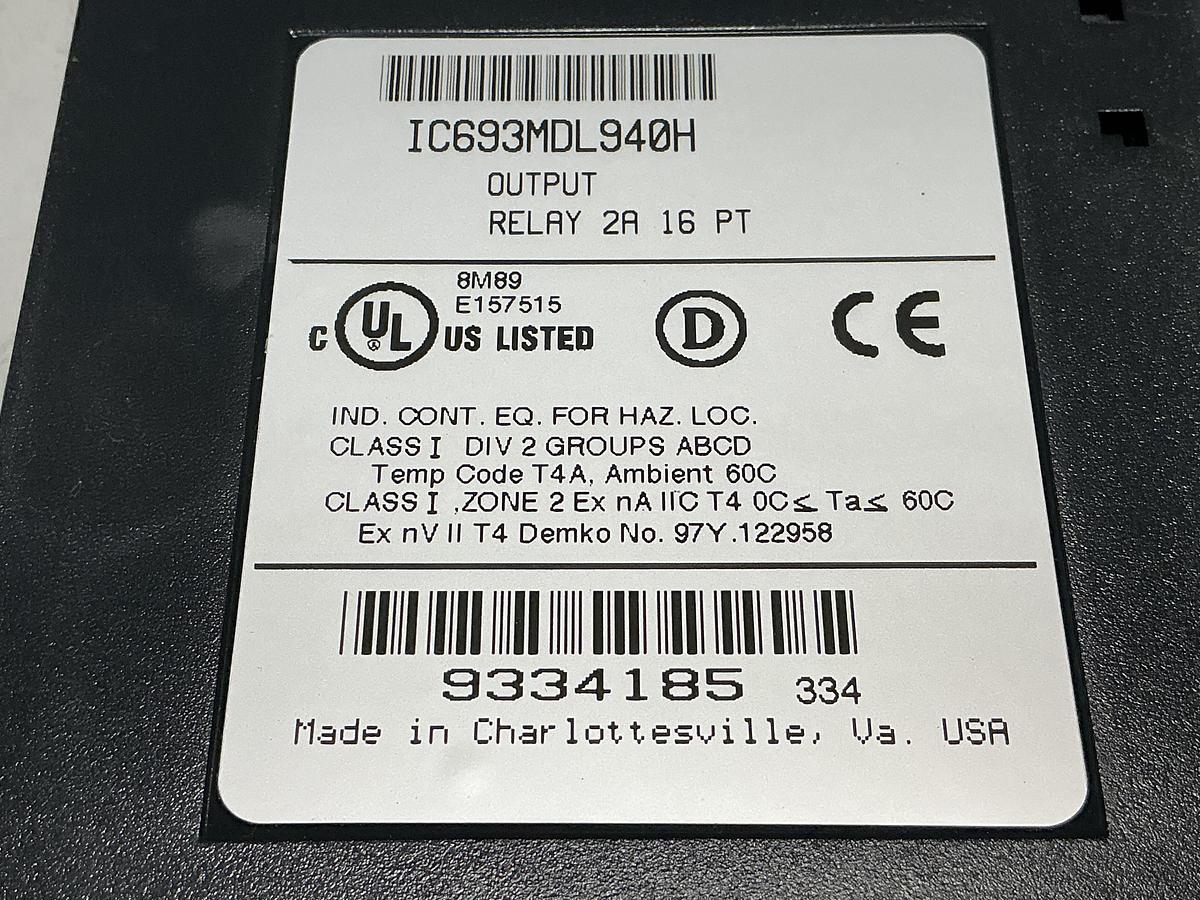 IC693MDL940H
OUTPUT
RELAY 2A 16 PT
8M89
E157515
C UL US LISTED
D
CE
IND. CONT. EQ. FOR HAZ. LOC.
CLASS I DIV 2 GROUPS ABCD
Temp Code T4A, Ambient 60C
CLASS I ,ZONE 2 Ex nA IIC T4 0C≤ Ta≤ 60C
Ex nV II T4 Demko No. 97Y.122958
9334185 334
Made in Charlottesville, Va. USA